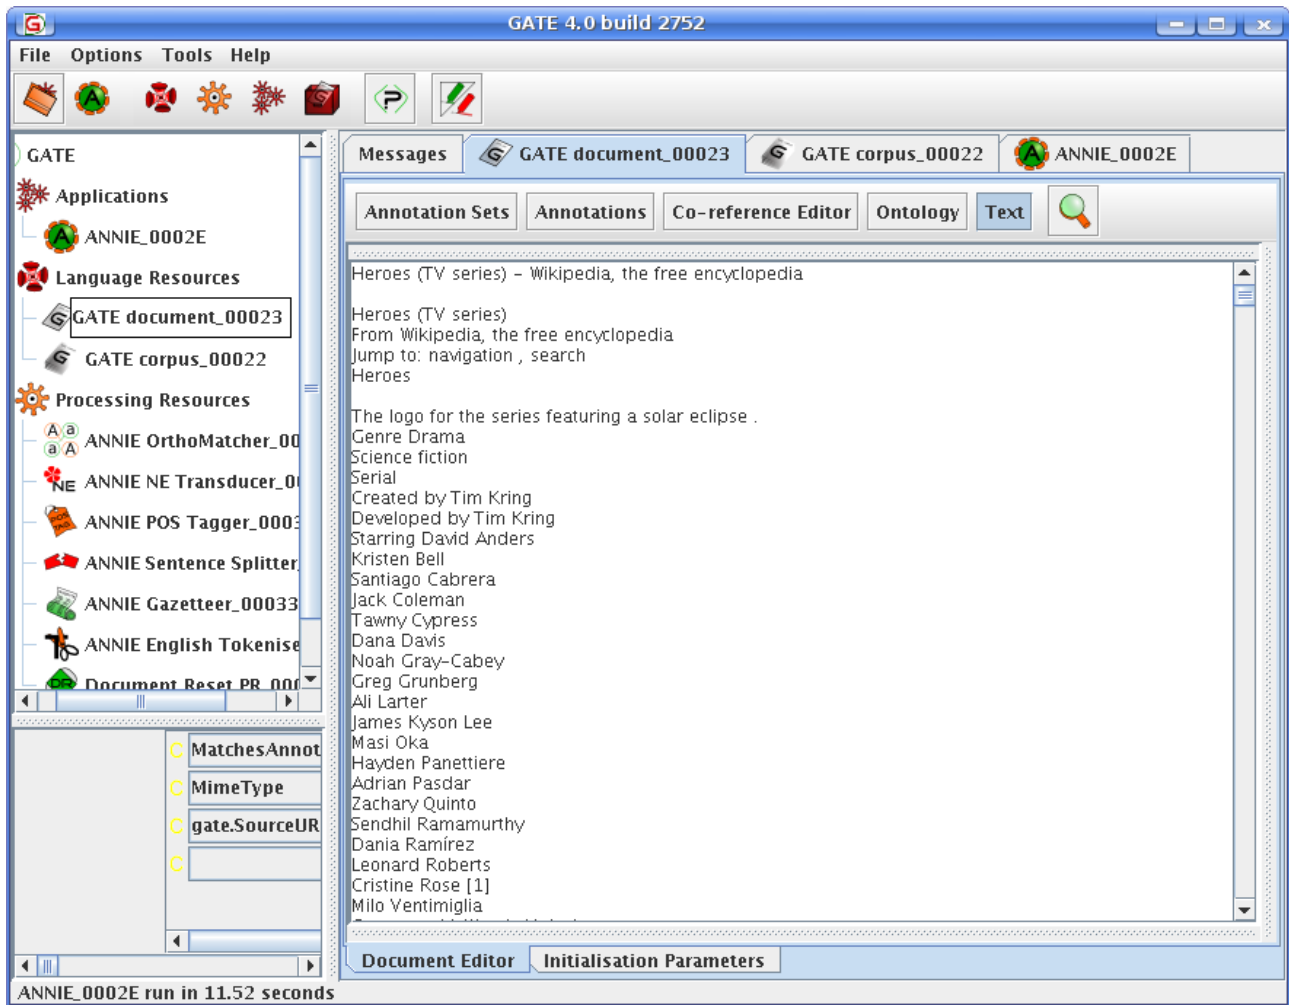 GATE 4.0 build 2752
File Options Tools Help
GATE
Applications
ANNIE_0002E
Language Resources
GATE document_00023
GATE corpus_00022
Processing Resources
ANNIE OrthoMatcher_00
ANNIE NE Transducer_0
ANNIE POS Tagger_000
ANNIE Sentence Splitter
ANNIE Gazetteer_00033
ANNIE English Tokenise
Document Reset PR_000
MatchesAnnot
MimeType
gate.SourceUR
Messages GATE document_00023 GATE corpus_00022 ANNIE_0002E
Annotation Sets Annotations Co-reference Editor Ontology Text
Heroes (TV series) - Wikipedia, the free encyclopedia
Heroes (TV series)
From Wikipedia, the free encyclopedia
Jump to: navigation , search
Heroes
The logo for the series featuring a solar eclipse .
Genre Drama
Science fiction
Serial
Created by Tim Kring
Developed by Tim Kring
Starring David Anders
Kristen Bell
Santiago Cabrera
Jack Coleman
Tawny Cypress
Dana Davis
Noah Gray-Cabey
Greg Grunberg
Ali Larter
James Kyson Lee
Masi Oka
Hayden Panettiere
Adrian Pasdar
Zachary Quinto
Sendhil Ramamurthy
Dania Ramírez
Leonard Roberts
Cristine Rose [1]
Milo Ventimiglia
Document Editor Initialisation Parameters
ANNIE_0002E run in 11.52 seconds